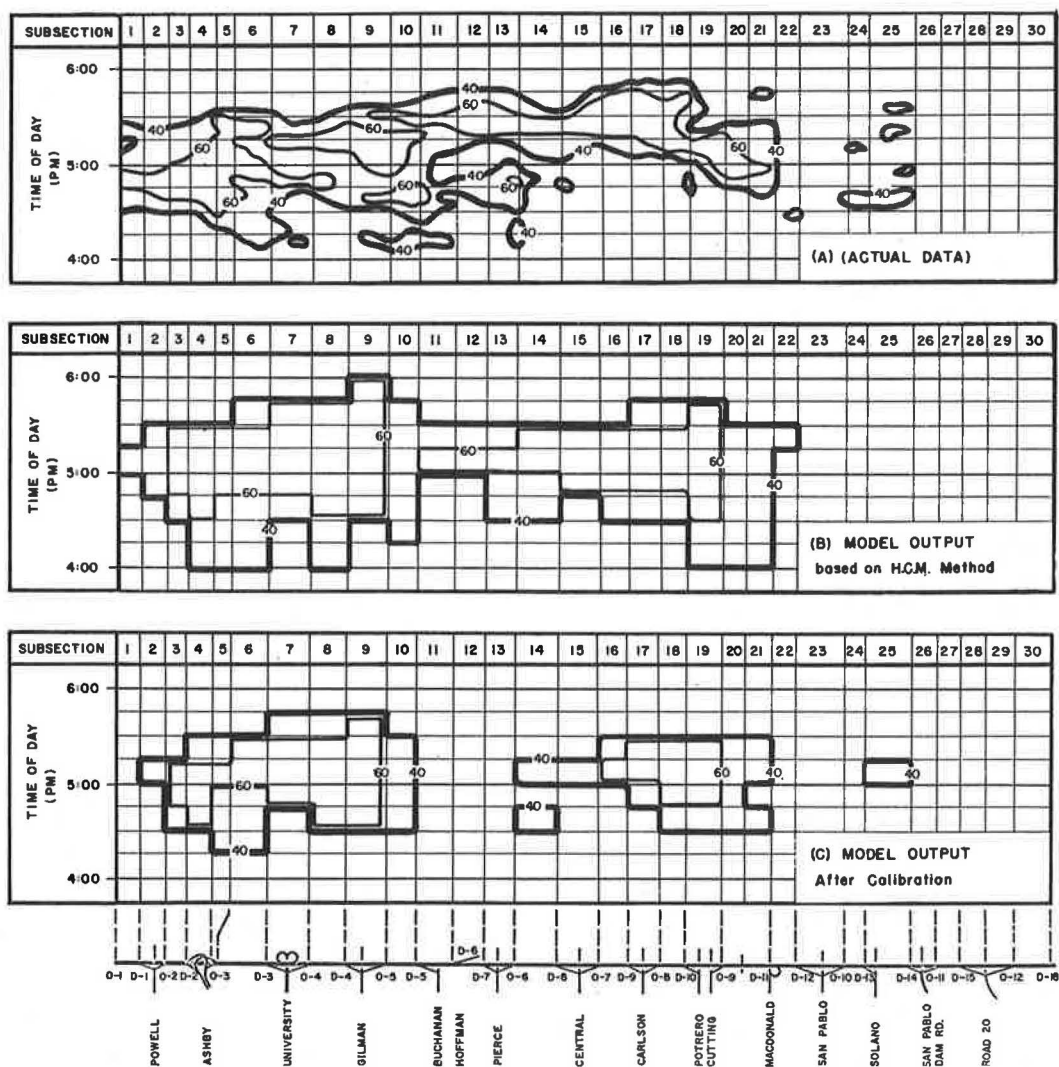 SUBSECTION 1 2 3 4 5 6 7 8 9 10 11 12 13 14 15 16 17 18 19 20 21 22 23 24 25 26 27 28 29 30
TIME OF DAY
(PM)
6:00
5:00
4:00
40
60
60
40
60
40
60
60
40
60
40
40
60
40
40
60
40
40
(A) (ACTUAL DATA)
SUBSECTION 1 2 3 4 5 6 7 8 9 10 11 12 13 14 15 16 17 18 19 20 21 22 23 24 25 26 27 28 29 30
TIME OF DAY
(PM)
6:00
5:00
4:00
60
40
60
60
40
60
40
(B) MODEL OUTPUT
based on H.C.M. Method
SUBSECTION 1 2 3 4 5 6 7 8 9 10 11 12 13 14 15 16 17 18 19 20 21 22 23 24 25 26 27 28 29 30
TIME OF DAY
(PM)
6:00
5:00
4:00
60
40
60
40
40
40
60
40
40
(C) MODEL OUTPUT
After Calibration
D-6
O-1 D-1 O-2 D-2 O-3 D-3 O-4 D-4 O-5 D-5 D-7 O-6 D-8 O-7 D-9 O-8 D-10 O-9 D-11 D-12 O-10 D-13 D-14 O-11 D-15 O-12 D-16
POWELL
ASHBY
UNIVERSITY
GILMAN
BUCHANAN
HOFFMAN
PIERCE
CENTRAL
CARLSON
POTRERO
CUTTING
MACDONALD
SAN PABLO
SOLANO
SAN PABLO
DAM RD.
ROAD 20